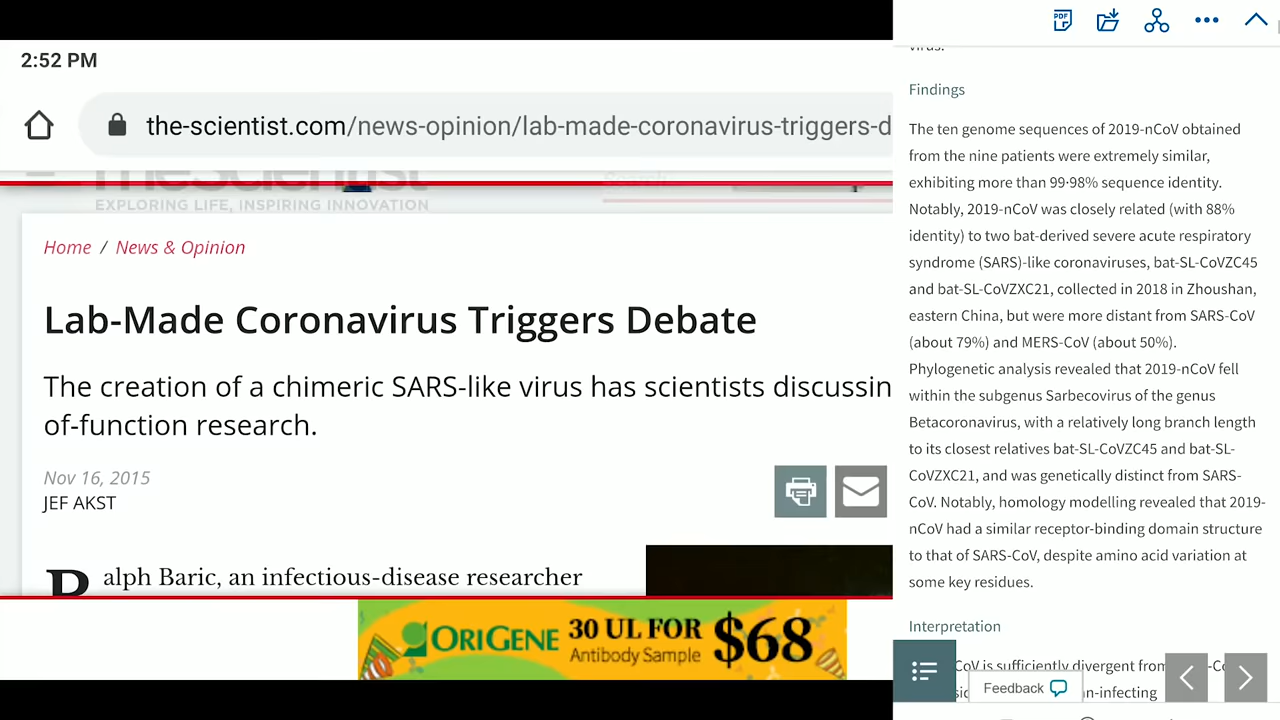 2:52 PM
the-scientist.com/news-opinion/lab-made-coronavirus-triggers-d
TheScientist
EXPLORING LIFE, INSPIRING INNOVATION
Search
Home / News & Opinion
Lab-Made Coronavirus Triggers Debate
The creation of a chimeric SARS-like virus has scientists discussin
of-function research.
Nov 16, 2015
JEF AKST
Ralph Baric, an infectious-disease researcher
ORIGENE 30 UL FOR $68
Antibody Sample
PDF
virus.
Findings
The ten genome sequences of 2019-nCoV obtained
from the nine patients were extremely similar,
exhibiting more than 99·98% sequence identity.
Notably, 2019-nCoV was closely related (with 88%
identity) to two bat-derived severe acute respiratory
syndrome (SARS)-like coronaviruses, bat-SL-CoVZC45
and bat-SL-CoVZXC21, collected in 2018 in Zhoushan,
eastern China, but were more distant from SARS-CoV
(about 79%) and MERS-CoV (about 50%).
Phylogenetic analysis revealed that 2019-nCoV fell
within the subgenus Sarbecovirus of the genus
Betacoronavirus, with a relatively long branch length
to its closest relatives bat-SL-CoVZC45 and bat-SL-
CoVZXC21, and was genetically distinct from SARS-
CoV. Notably, homology modelling revealed that 2019-
nCoV had a similar receptor-binding domain structure
to that of SARS-CoV, despite amino acid variation at
some key residues.
Interpretation
CoV is sufficiently divergent from
Feedback
n-infecting